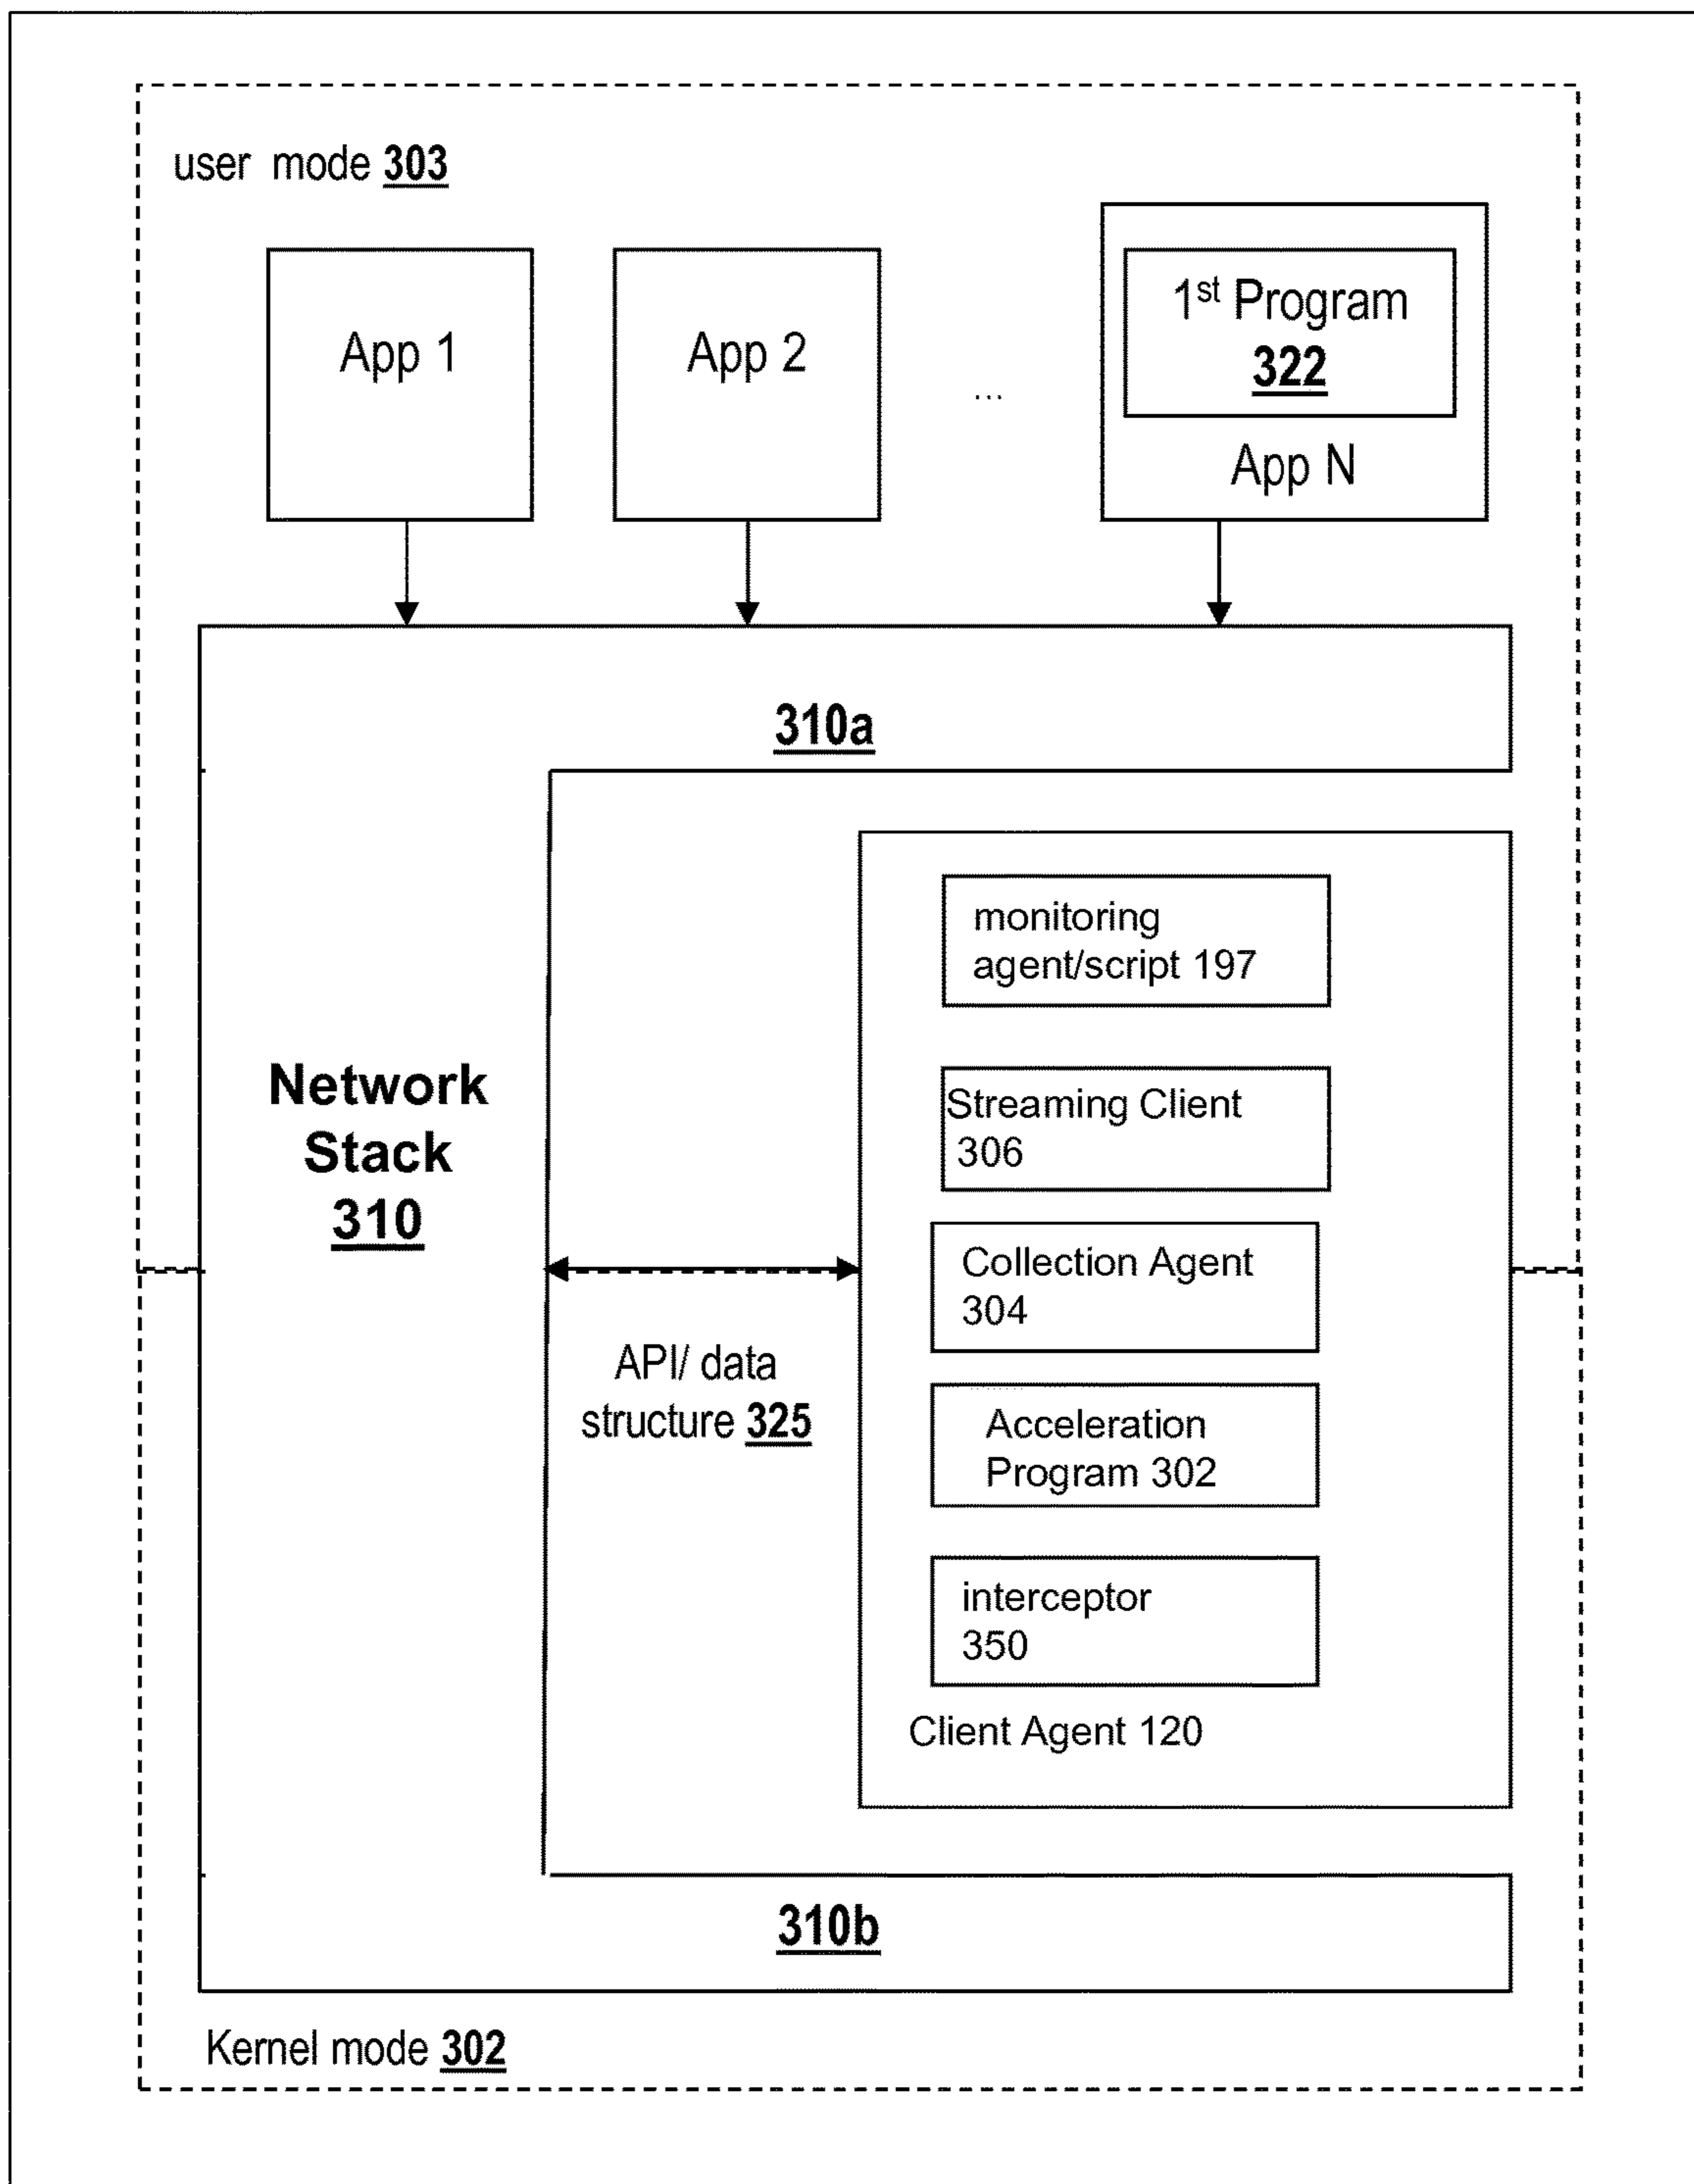 user mode 303
App 1
App 2
...
1st Program
322
App N
310a
Network
Stack
310
API/ data
structure 325
monitoring
agent/script 197
Streaming Client
306
Collection Agent
304
Acceleration
Program 302
interceptor
350
Client Agent 120
310b
Kernel mode 302